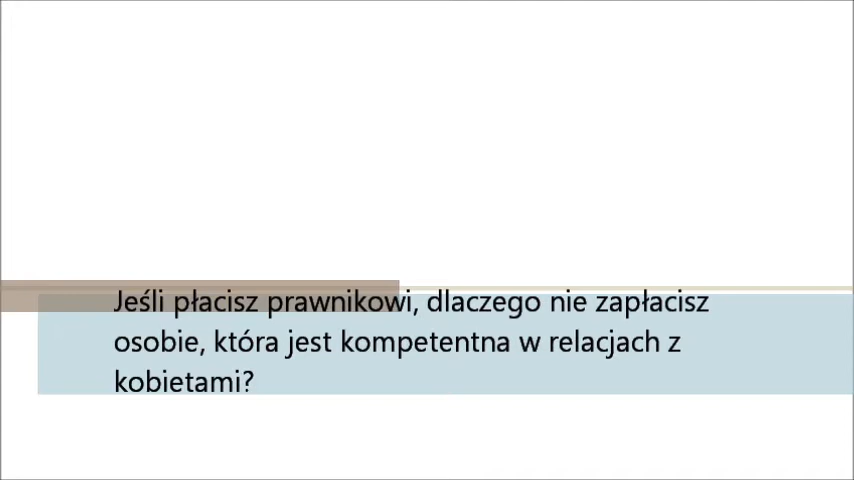 Jeśli płacisz prawnikowi, dlaczego nie zapłacisz
osobie, która jest kompetentna w relacjach z
kobietami?